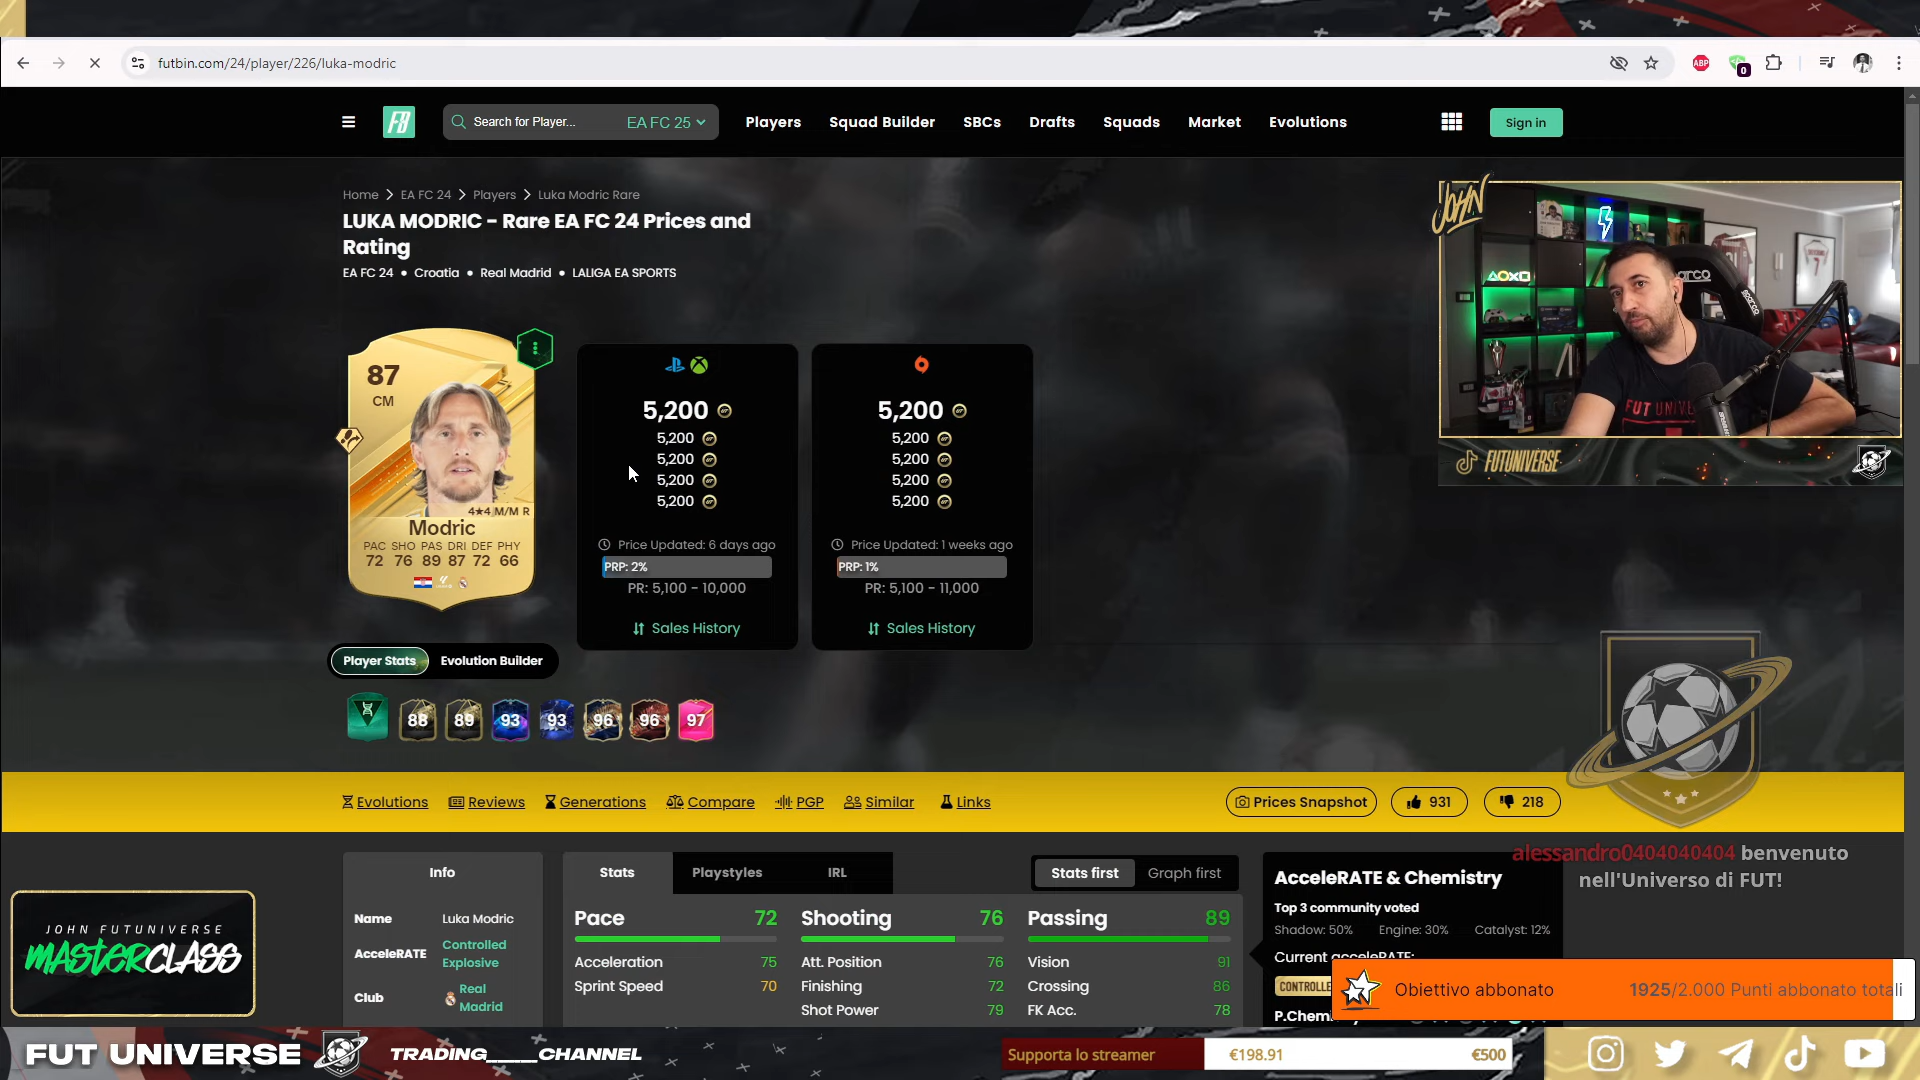 futbin.com/24/player/226/luka-modric
ABP
0
FB
Search for Player...
EA FC 25
Players
Squad Builder
SBCs
Drafts
Squads
Market
Evolutions
Sign in
Home
EA FC 24
Players
Luka Modric Rare
LUKA MODRIC - Rare EA FC 24 Prices and
Rating
EA FC 24 • Croatia • Real Madrid • LALIGA EA SPORTS
JOHN
FUT UNIVE
FUTUNIVERSE
87
CM
4★4 M/M R
Modric
PAC SHO PAS DRI DEF PHY
72 76 89 87 72 66
5,200
5,200
5,200
5,200
5,200
Price Updated: 6 days ago
PRP: 2%
PR: 5,100 - 10,000
Sales History
5,200
5,200
5,200
5,200
5,200
Price Updated: 1 weeks ago
PRP: 1%
PR: 5,100 - 11,000
Sales History
Player Stats
Evolution Builder
88
89
93
93
96
96
97
Evolutions
Reviews
Generations
Compare
PGP
Similar
Links
Prices Snapshot
931
218
alessandro0404040404 benvenuto
nell'Universo di FUT!
Info
Name
Luka Modric
AcceleRATE
Controlled
Explosive
Club
Real
Madrid
Stats
Playstyles
IRL
Stats first
Graph first
Pace 72
Acceleration 75
Sprint Speed 70
Shooting 76
Att. Position 76
Finishing 72
Shot Power 79
Passing 89
Vision 91
Crossing 86
FK Acc. 78
AcceleRATE & Chemistry
Top 3 community voted
Shadow: 50% Engine: 30% Catalyst: 12%
Current acceleRATE:
CONTROLLE
P.Chem
Obiettivo abbonato
1925/2.000 Punti abbonato totali
JOHN FUTUNIVERSE
MASTERCLASS
FUT UNIVERSE
TRADING____CHANNEL
Supporta lo streamer
€198.91
€500